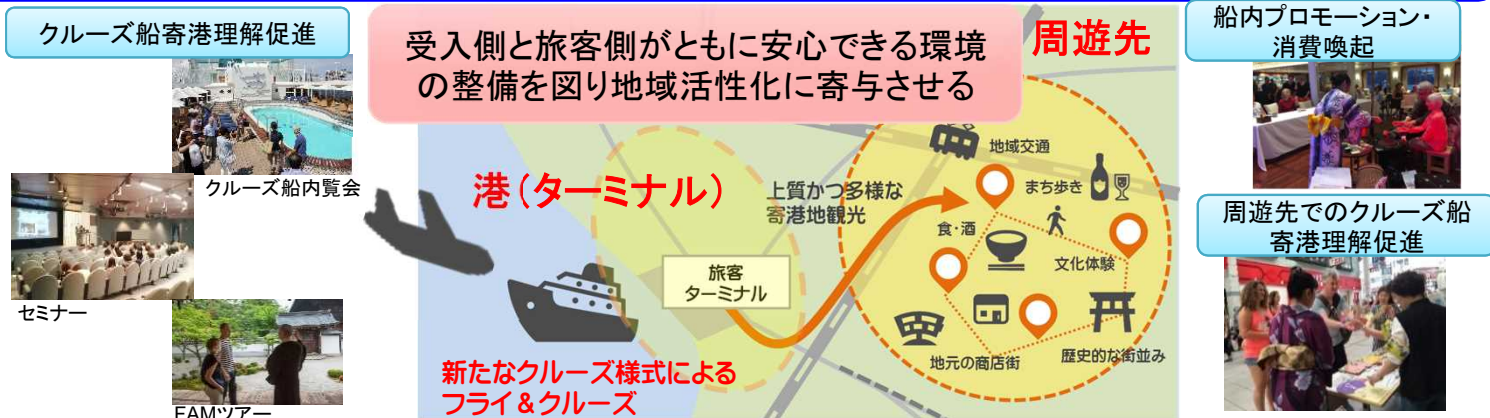 クルーズ船寄港理解促進
クルーズ船内覧会
セミナー
FAMツアー
受入側と旅客側がともに安心できる環境
の整備を図り地域活性化に寄与させる
周遊先
港(ターミナル)
上質かつ多様な
寄港地観光
旅客
ターミナル
新たなクルーズ様式による
フライ&クルーズ
地域交通
まち歩き
食・酒
文化体験
地元の商店街
歴史的な街並み
船内プロモーション・
消費喚起
周遊先でのクルーズ船
寄港理解促進